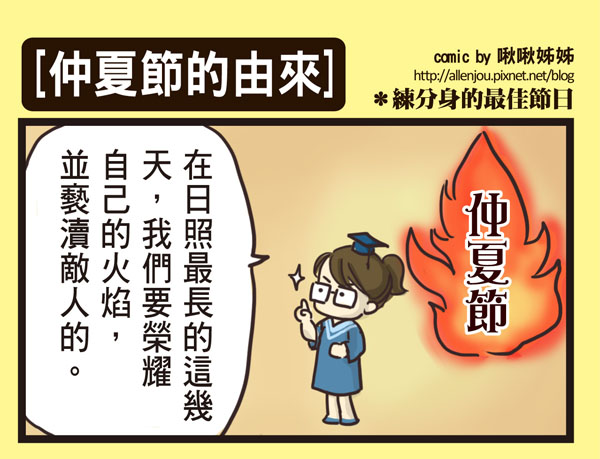 [仲夏節的由來]
comic by 啾啾姊姊
http://allenjou.pixnet.net/blog
＊練分身的最佳節日
在日照最長的這幾
天，我們要榮耀
自己的火焰，
並褻瀆敵人的。
仲夏節